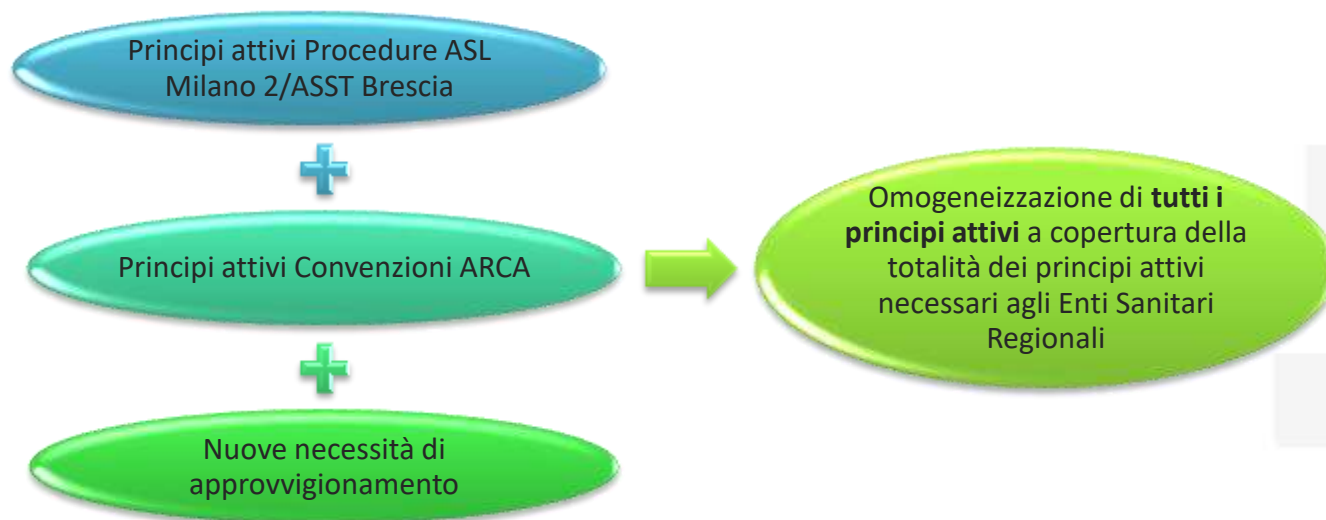 Principi attivi Procedure ASL
Milano 2/ASST Brescia
Principi attivi Convenzioni ARCA
Nuove necessità di
approvvigionamento
Omogeneizzazione di tutti i
principi attivi a copertura della
totalità dei principi attivi
necessari agli Enti Sanitari
Regionali